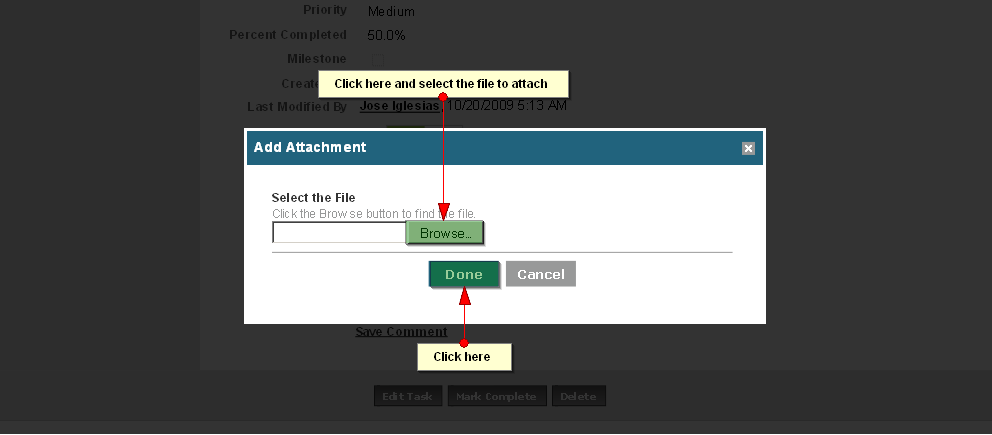 Priority Medium
Percent Completed 50.0%
Milestone
Click here and select the file to attach
Last Modified By Jose Iglesias, 10/20/2009 5:13 AM
Add Attachment
Select the File
Click the Browse button to find the file.
Browse...
Done Cancel
Save Comment
Click here
Edit Task Mark Complete Delete